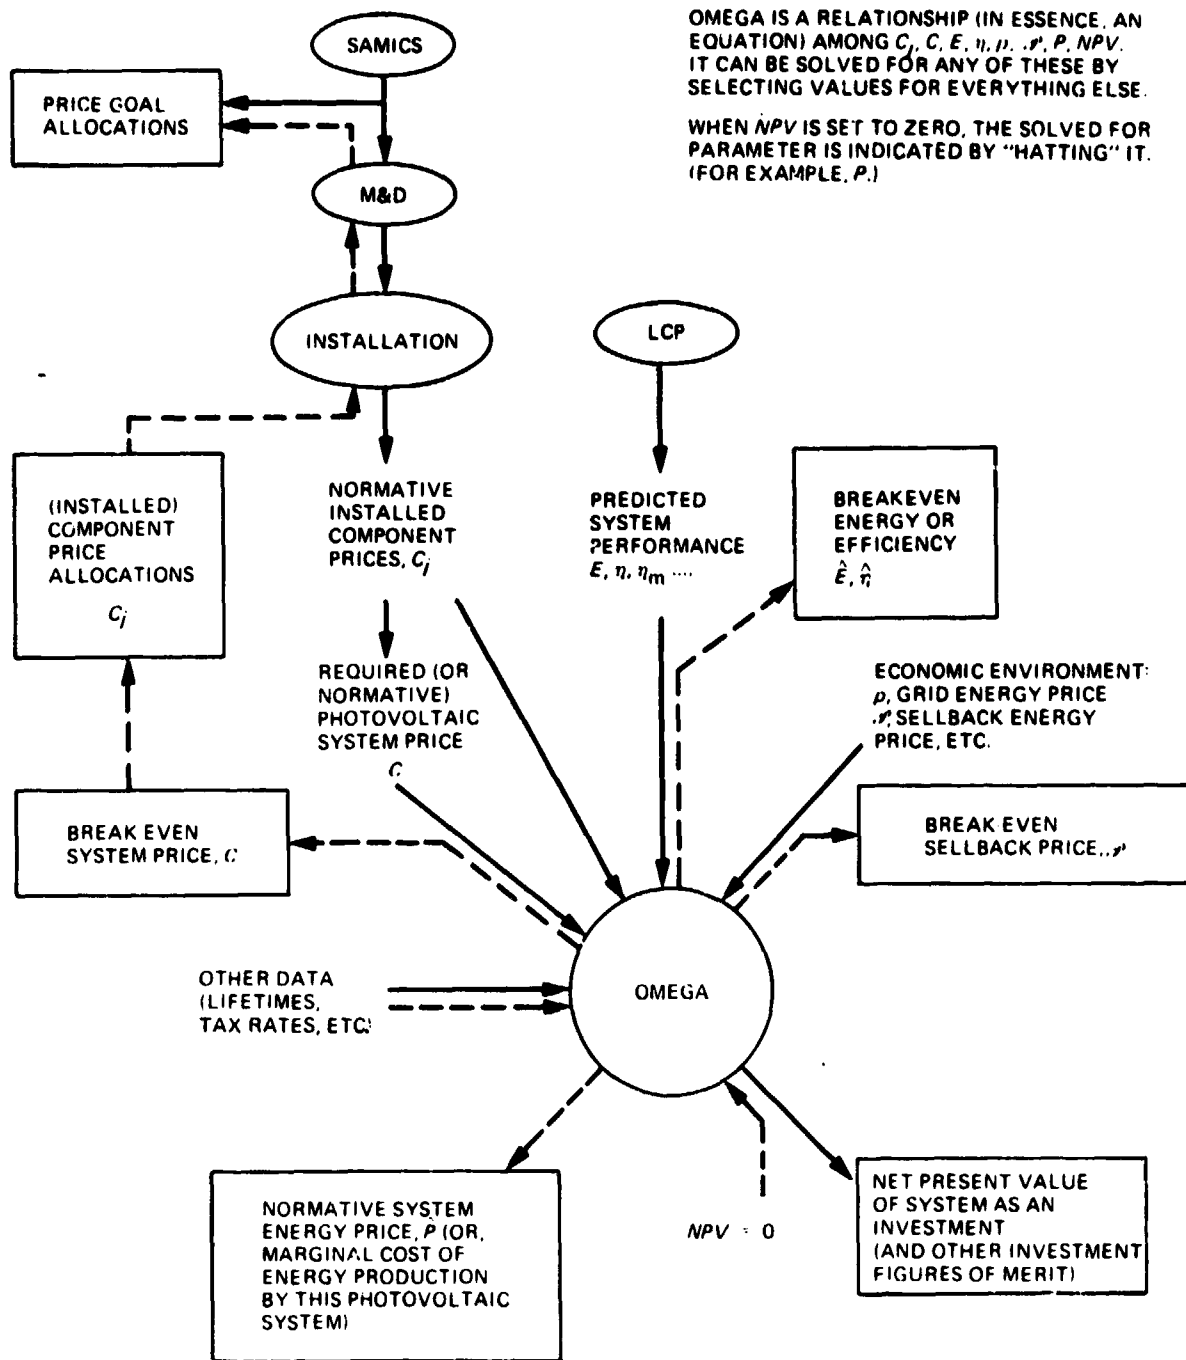 OMEGA IS A RELATIONSHIP (IN ESSENCE, AN
EQUATION) AMONG Cj, C, E, η, p, 𝓈, P, NPV.
IT CAN BE SOLVED FOR ANY OF THESE BY
SELECTING VALUES FOR EVERYTHING ELSE.
WHEN NPV IS SET TO ZERO, THE SOLVED FOR
PARAMETER IS INDICATED BY "HATTING" IT.
(FOR EXAMPLE, P.)
SAMICS
PRICE GOAL
ALLOCATIONS
M&D
INSTALLATION
LCP
(INSTALLED)
COMPONENT
PRICE
ALLOCATIONS
Cj
NORMATIVE
INSTALLED
COMPONENT
PRICES, Cj
PREDICTED
SYSTEM
PERFORMANCE
E, η, ηm ....
BREAKEVEN
ENERGY OR
EFFICIENCY
Ê, η̂
REQUIRED (OR
NORMATIVE)
PHOTOVOLTAIC
SYSTEM PRICE
C
ECONOMIC ENVIRONMENT:
p, GRID ENERGY PRICE
SELLBACK ENERGY
PRICE, ETC.
BREAK EVEN
SYSTEM PRICE, C
BREAK EVEN
SELLBACK PRICE,
OTHER DATA
(LIFETIMES,
TAX RATES, ETC)
OMEGA
NORMATIVE SYSTEM
ENERGY PRICE, P (OR,
MARGINAL COST OF
ENERGY PRODUCTION
BY THIS PHOTOVOLTAIC
SYSTEM)
NPV = 0
NET PRESENT VALUE
OF SYSTEM AS AN
INVESTMENT
(AND OTHER INVESTMENT
FIGURES OF MERIT)